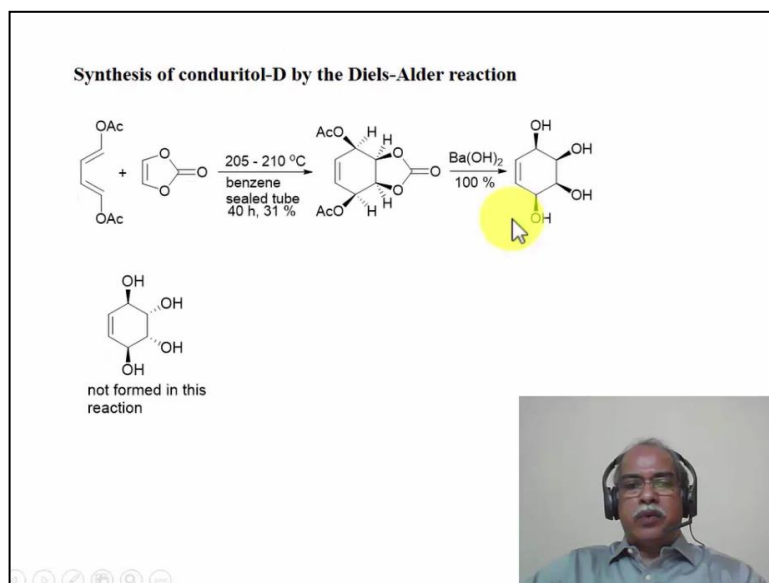 Synthesis of conduritol-D by the Diels-Alder reaction
OAc
OAc
+
O
O
O
205 - 210 °C
benzene
sealed tube
40 h, 31 %
AcO
H
H
O
O
O
AcO
H
H
Ba(OH)2
100 %
OH
OH
OH
OH
OH
OH
OH
OH
not formed in this
reaction